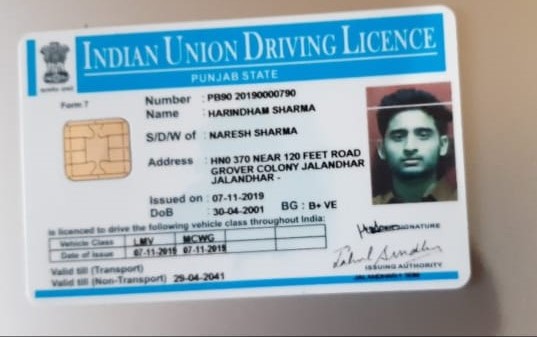 INDIAN UNION DRIVING LICENCE
PUNJAB STATE
Form 7
Number : PB90 20190000790
Name : HARINDHAM SHARMA
S/D/W of : NARESH SHARMA
Address : HN0 370 NEAR 120 FEET ROAD
GROVER COLONY JALANDHAR
JALANDHAR -
Issued on : 07-11-2019
DoB : 30-04-2001 BG : B+ VE
is licenced to drive the following vehicle class throughout India:
Vehicle Class LMV MCWG
Date of Issue 07-11-2019 07-11-2019
SIGNATURE
Valid till (Transport)
Valid till (Non-Transport) 29-04-2041
ISSUING AUTHORITY